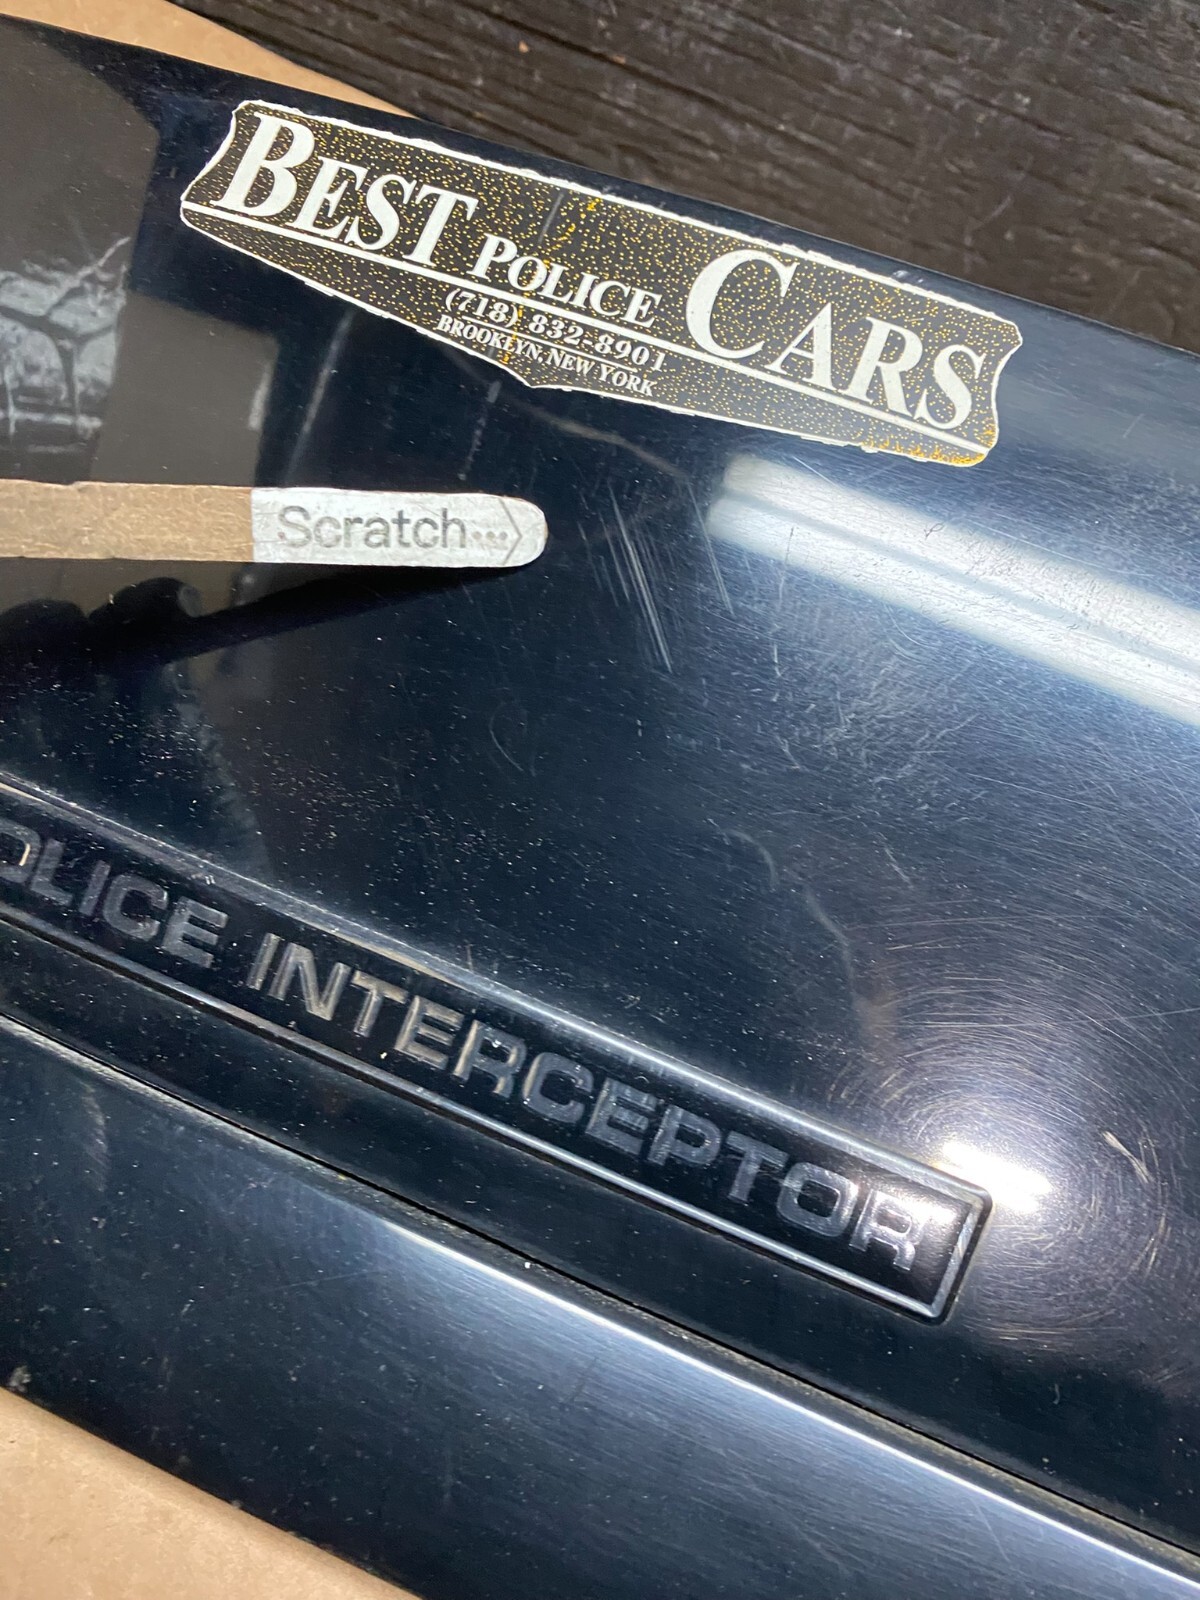 BEST POLICE CARS
(718) 832-8901
BROOKLYN, NEW YORK
Scratch...
OLICE INTERCEPTOR